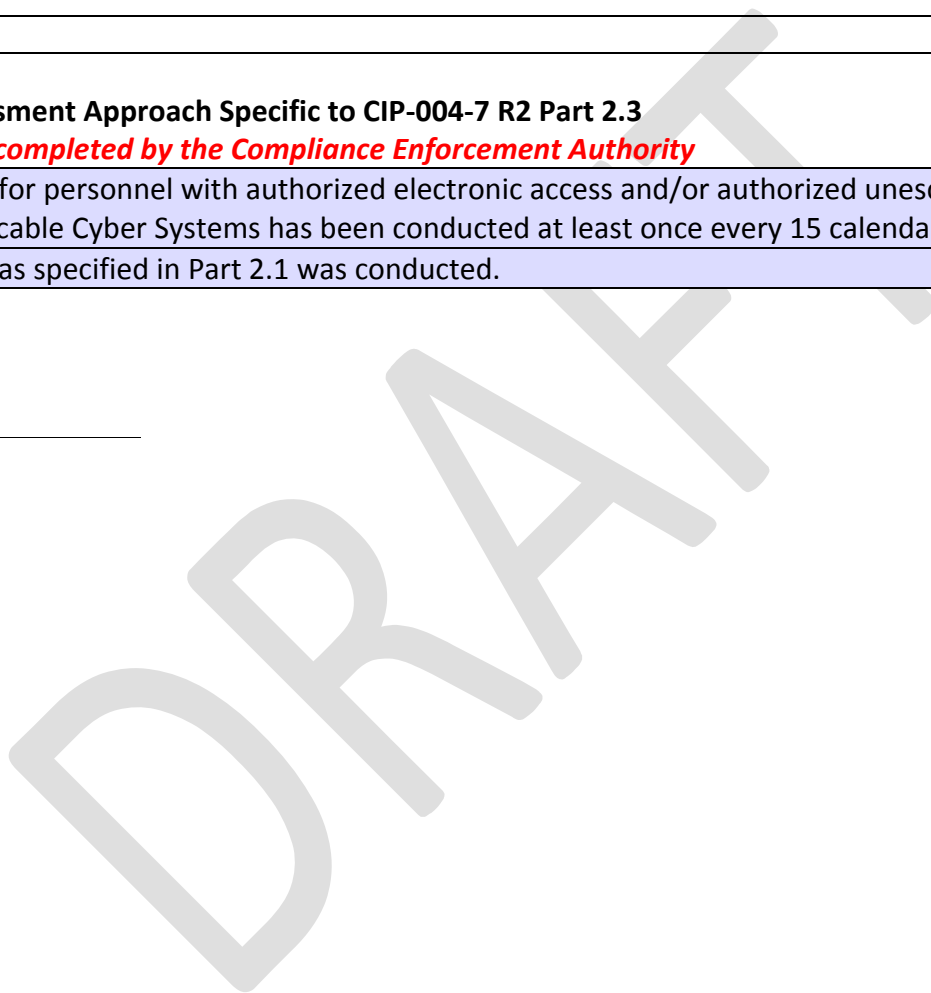 sment Approach Specific to CIP-004-7 R2 Part 2.3
completed by the Compliance Enforcement Authority
for personnel with authorized electronic access and/or authorized unesc
cable Cyber Systems has been conducted at least once every 15 calenda
as specified in Part 2.1 was conducted.
DRAFT